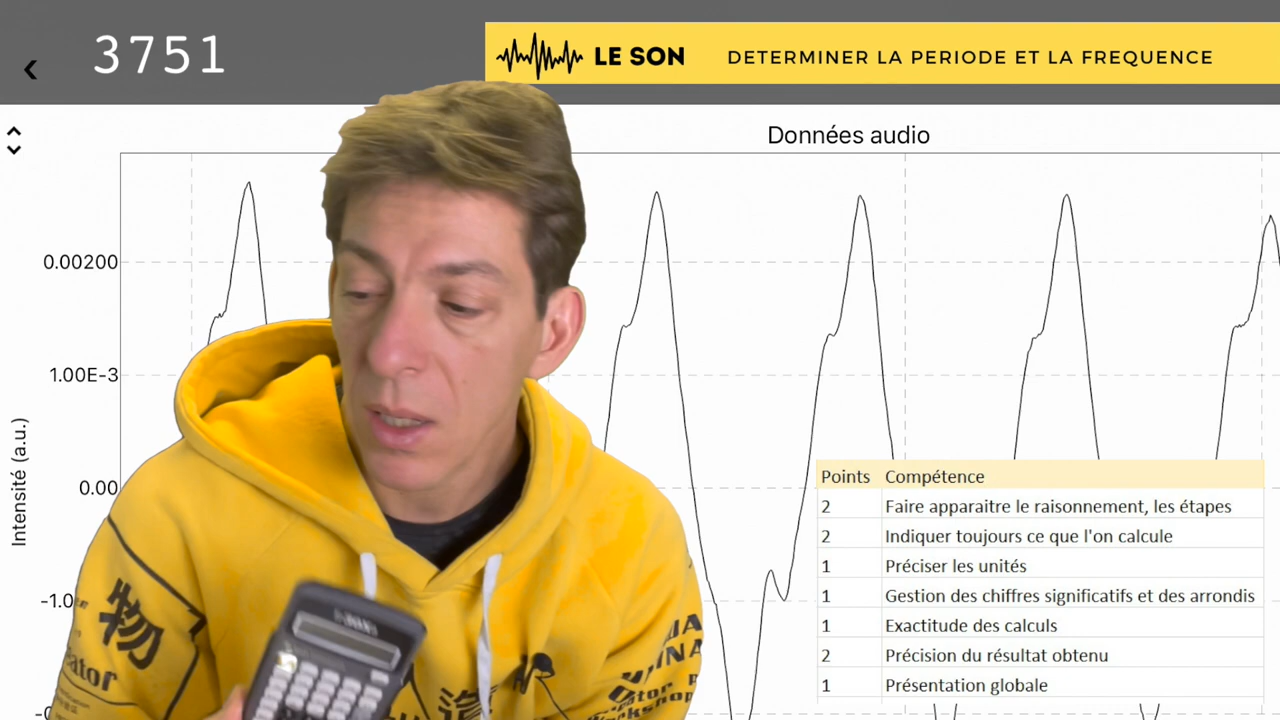 3751
LE SON
DETERMINER LA PERIODE ET LA FREQUENCE
Données audio
0.00200
1.00E-3
0.00
-1.0
Intensité (a.u.)
Points Compétence
2 Faire apparaitre le raisonnement, les étapes
2 Indiquer toujours ce que l'on calcule
1 Préciser les unités
1 Gestion des chiffres significatifs et des arrondis
1 Exactitude des calculs
2 Précision du résultat obtenu
1 Présentation globale
物